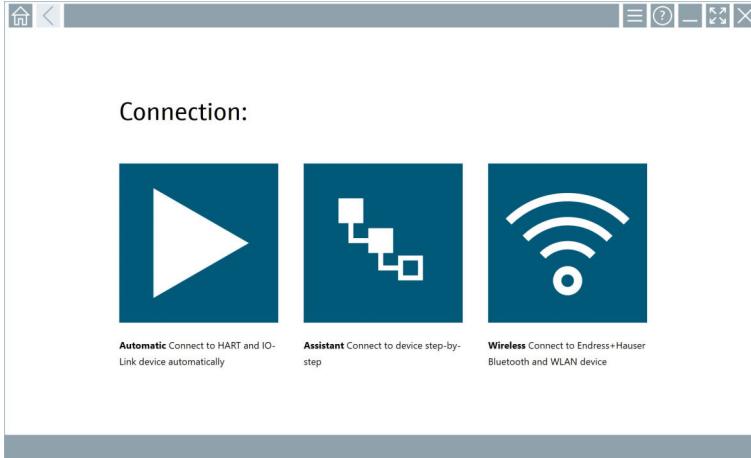 Connection:
Automatic Connect to HART and IO-
Link device automatically
Assistant Connect to device step-by-
step
Wireless Connect to Endress+Hauser
Bluetooth and WLAN device